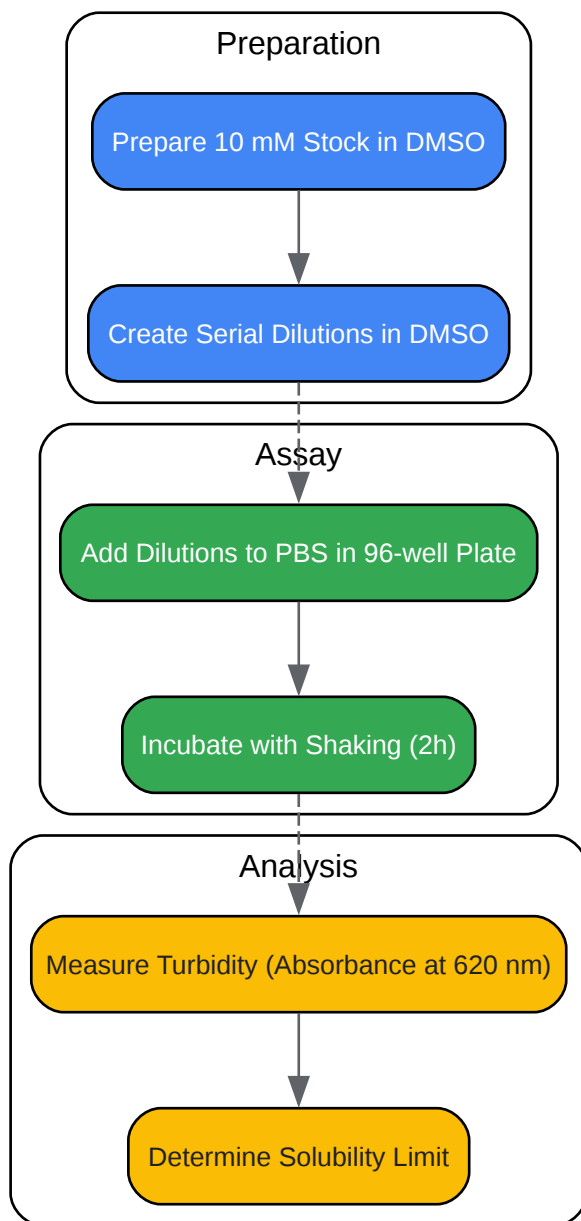 Preparation
Prepare 10 mM Stock in DMSO
Create Serial Dilutions in DMSO
Assay
Add Dilutions to PBS in 96-well Plate
Incubate with Shaking (2h)
Analysis
Measure Turbidity (Absorbance at 620 nm)
Determine Solubility Limit